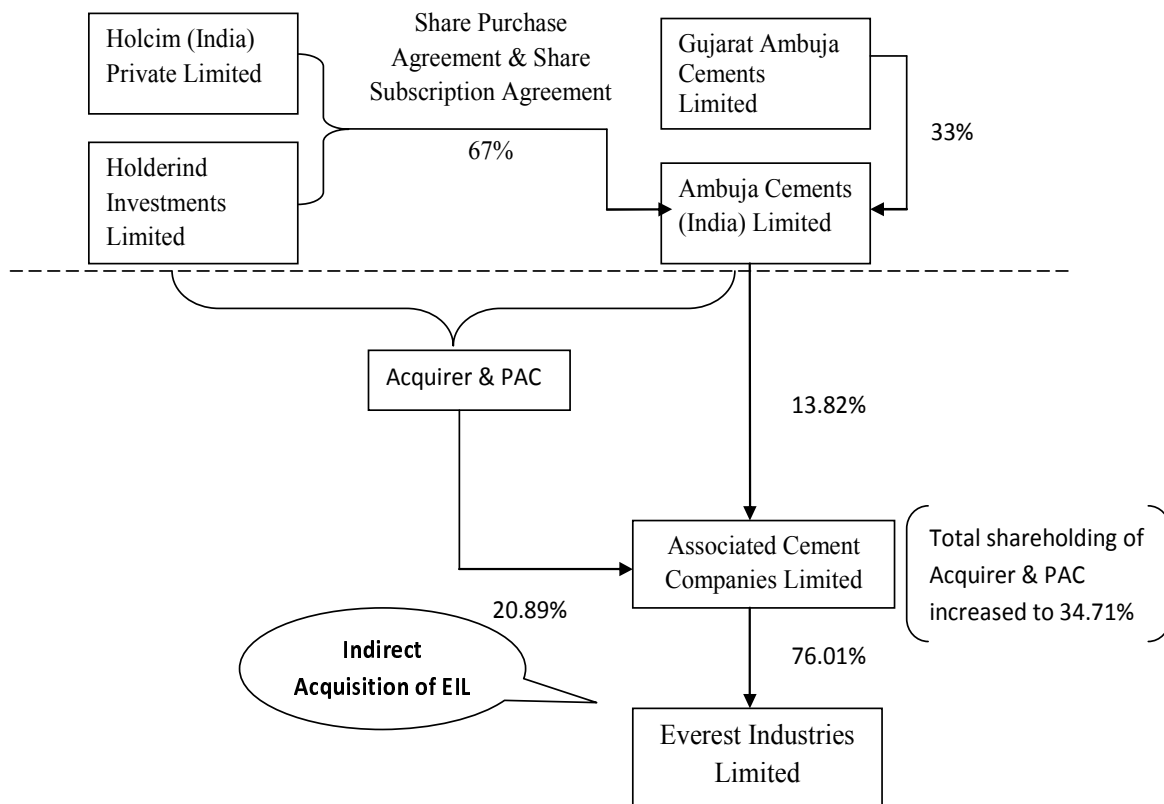 Holcim (India)
Private Limited
Share Purchase
Agreement & Share
Subscription Agreement
67%
Gujarat Ambuja
Cements
Limited
33%
Holderind
Investments
Limited
Ambuja Cements
(India) Limited
Acquirer & PAC
13.82%
Associated Cement
Companies Limited
Total shareholding of
Acquirer & PAC
increased to 34.71%
20.89%
Indirect
Acquisition of EIL
76.01%
Everest Industries
Limited